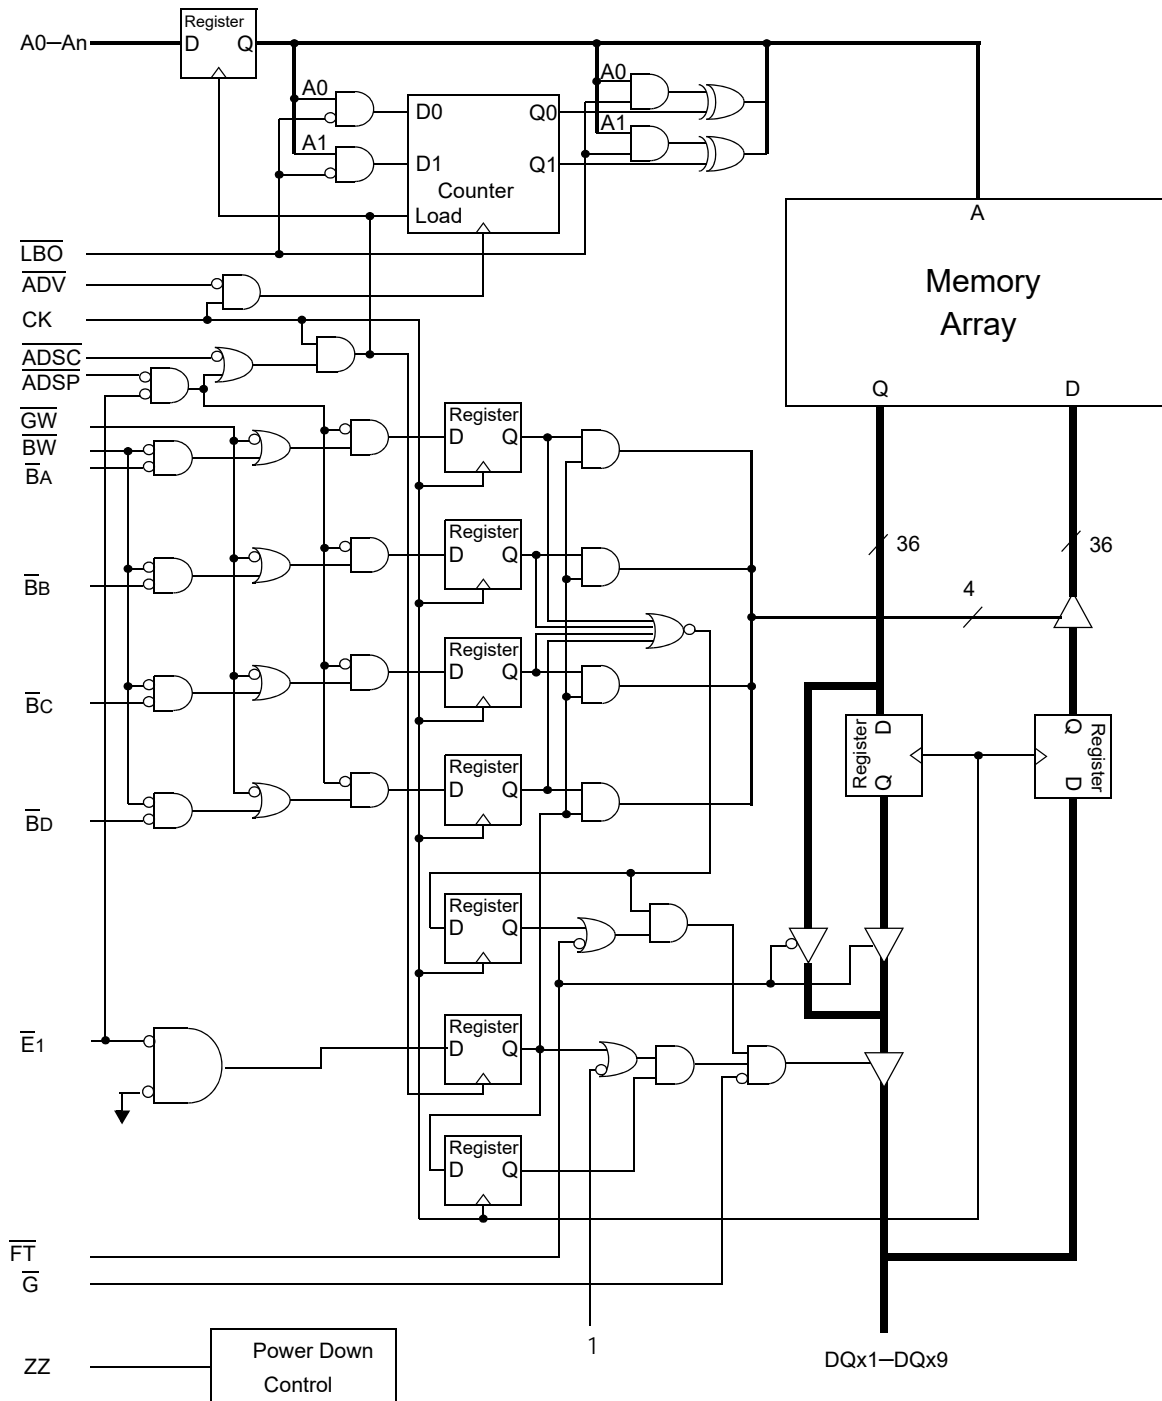 Register
A0–An
D Q
A0
A0
D0
Q0
A1
A1
D1
Q1
Counter
Load
A
LBO
ADV
Memory
CK
Array
ADSC
ADSP
Q
D
GW
Register
BW
D Q
BA
Register
36
36
D Q
BB
4
Register
D Q
BC
Register D Q
Q D Register
Register
D Q
BD
Register
D Q
Register
E1
D Q
Register
D Q
FT
G
1
Power Down
DQx1–DQx9
ZZ
Control